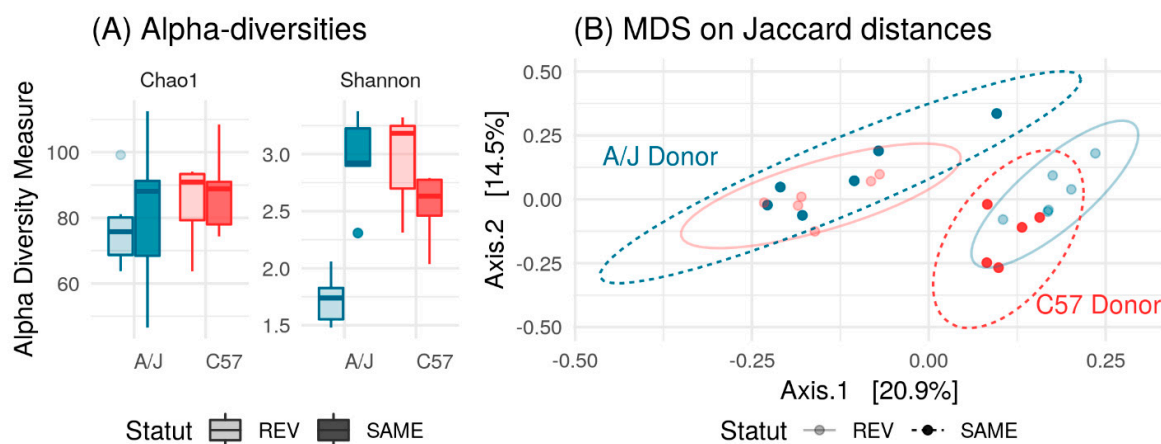 (A) Alpha-diversities
Chao1
Shannon
Alpha Diversity Measure
100
80
60
3.0
2.5
2.0
1.5
A/J
C57
A/J
C57
Statut
REV
SAME
(B) MDS on Jaccard distances
Axis.2 [14.5%]
0.50
0.25
0.00
-0.25
-0.50
A/J Donor
C57 Donor
-0.50
-0.25
0.00
0.25
Axis.1 [20.9%]
Statut
REV
SAME